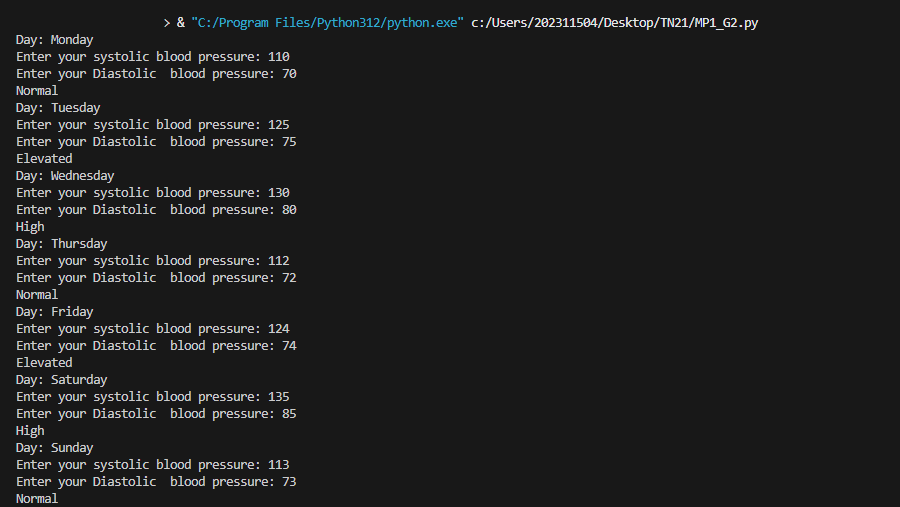 > & "C:/Program Files/Python312/python.exe" c:/Users/202311504/Desktop/TN21/MP1_G2.py
Day: Monday
Enter your systolic blood pressure: 110
Enter your Diastolic  blood pressure: 70
Normal
Day: Tuesday
Enter your systolic blood pressure: 125
Enter your Diastolic  blood pressure: 75
Elevated
Day: Wednesday
Enter your systolic blood pressure: 130
Enter your Diastolic  blood pressure: 80
High
Day: Thursday
Enter your systolic blood pressure: 112
Enter your Diastolic  blood pressure: 72
Normal
Day: Friday
Enter your systolic blood pressure: 124
Enter your Diastolic  blood pressure: 74
Elevated
Day: Saturday
Enter your systolic blood pressure: 135
Enter your Diastolic  blood pressure: 85
High
Day: Sunday
Enter your systolic blood pressure: 113
Enter your Diastolic  blood pressure: 73
Normal